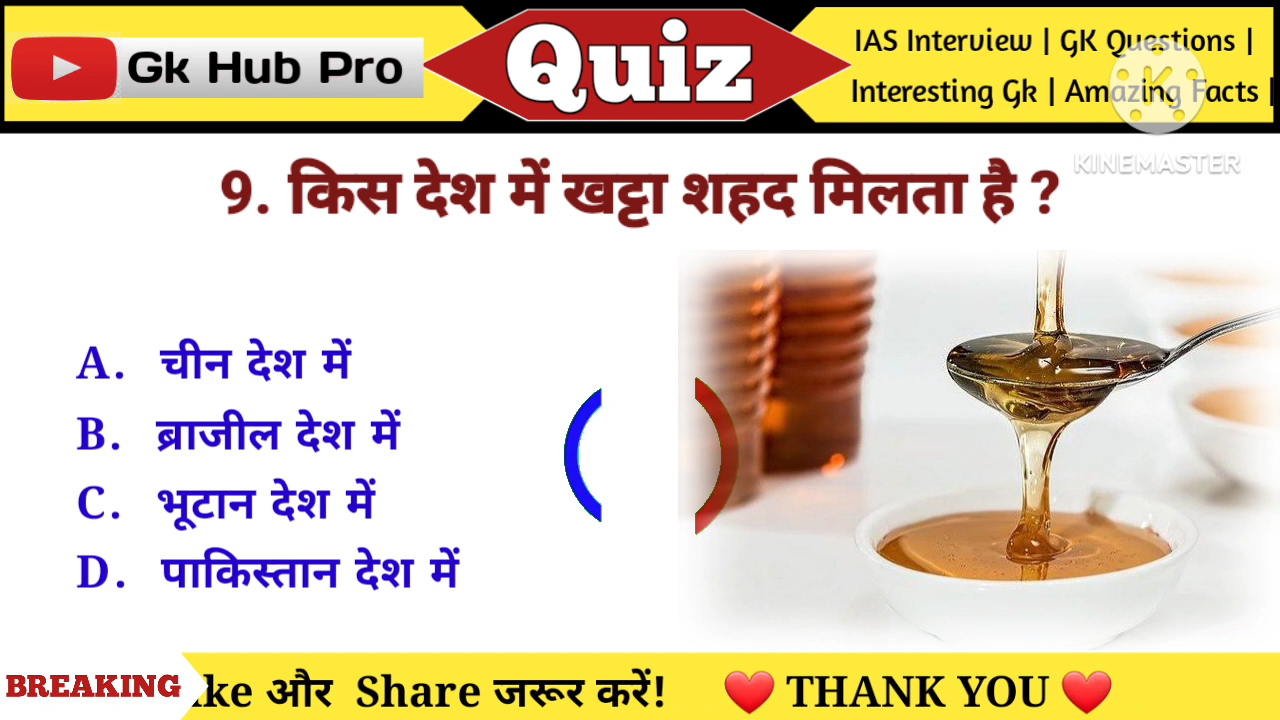 Gk Hub Pro
Quiz
IAS Interview | GK Questions |
Interesting Gk | Amazing Facts |
KINEMASTER
9. किस देश में खट्टा शहद मिलता है ?
A. चीन देश में
B. ब्राजील देश में
C. भूटान देश में
D. पाकिस्तान देश में
BREAKING
और Share जरूर करें! ❤️ THANK YOU ❤️